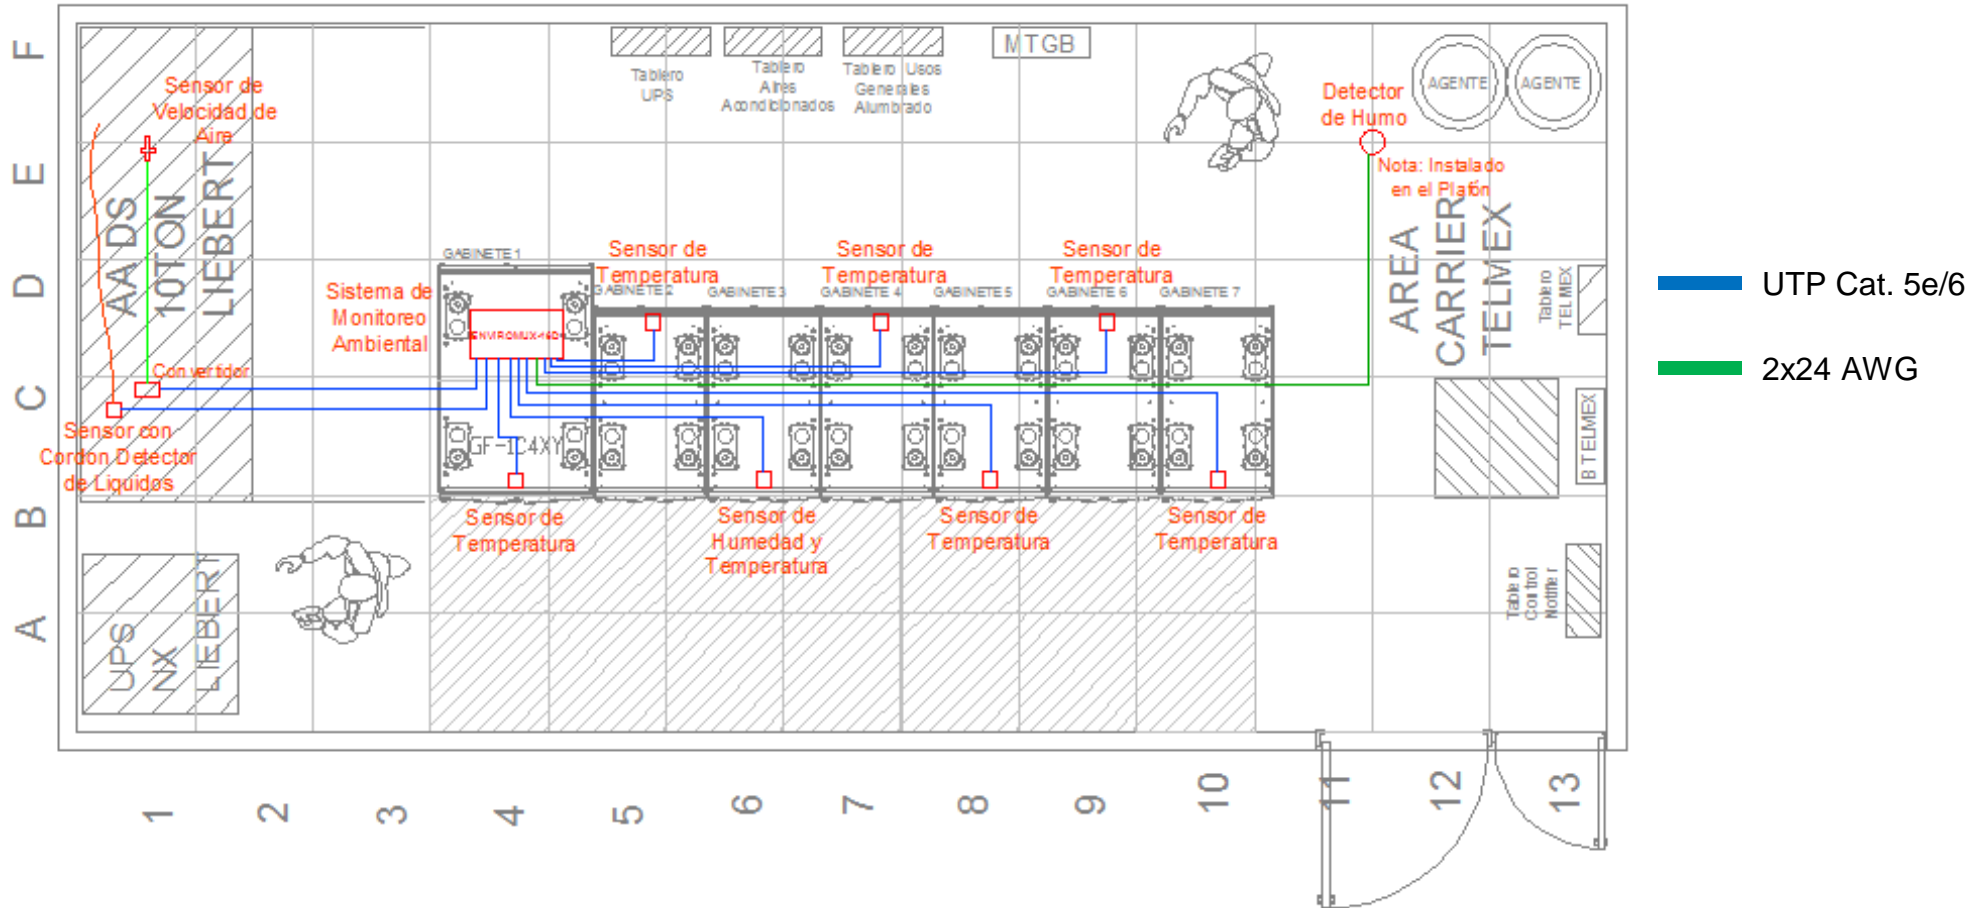 F
E
D
C
B
A
1
2
3
4
5
6
7
8
9
10
11
12
13
Sensor de
Velocidad de
Aire
AA DS
10TON
LIEBERT
Convertidor
Sensor con
Cordon Detector
de Liquidos
UPS
NX
LIEBERT
Tablero
UPS
Tablero
Aires
Acondicionados
Tablero Usos
Generales
Alumbrado
MTGB
Detector
de Humo
AGENTE
AGENTE
Nota: Instalado
en el Plafón
AREA
CARRIER
TELMEX
Tablero
TELMEX
BTELMEX
Tablero
Control
Notifier
Sistema de
Monitoreo
Ambiental
GABINETE 1
ENVIROMUX-16D
GF-1C4XY
Sensor de
Temperatura
GABINETE 2
GABINETE 3
Sensor de
Temperatura
GABINETE 4
GABINETE 5
Sensor de
Temperatura
GABINETE 6
GABINETE 7
Sensor de
Temperatura
Sensor de
Humedad y
Temperatura
Sensor de
Temperatura
Sensor de
Temperatura
UTP Cat. 5e/6
2x24 AWG